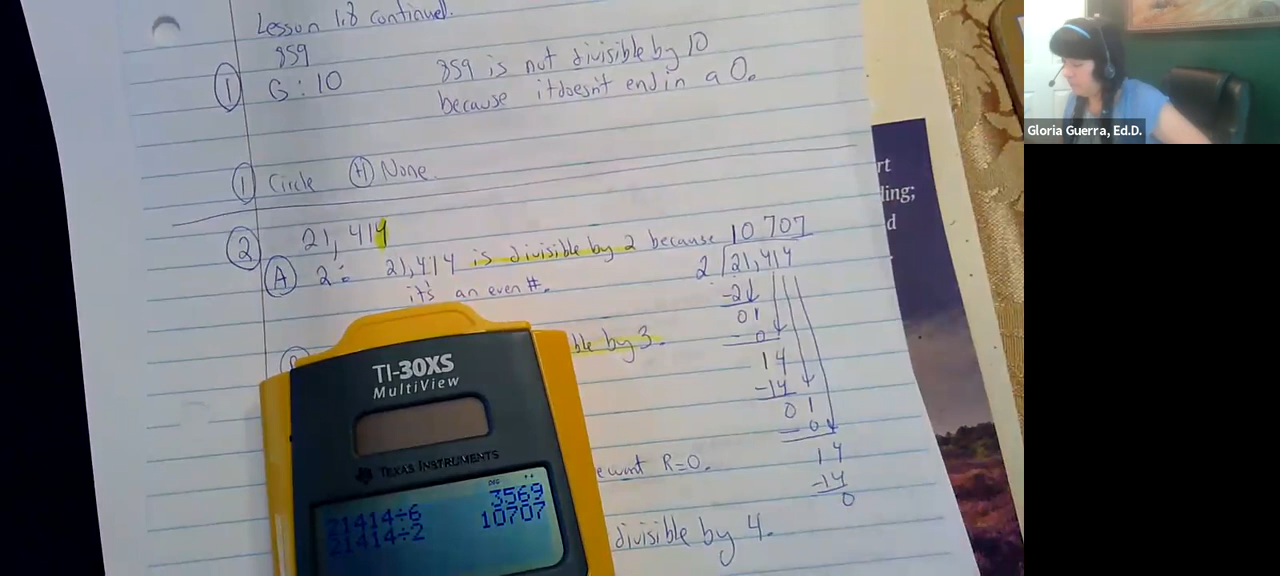 Lesson 1.8 continued.
859
① G: 10 859 is not divisible by 10
because it doesn't end in a 0.
① Circle Ⓗ None.
② 21,414
Ⓐ 2: 21,414 is divisible by 2 because
it's an even #.
10 707
2 21,414
-2
01
- 0
14
-14
01
- 0
14
-14
0
ble by 3.
e want R=0.
divisible by 4.
TI-30XS
MultiView
TEXAS INSTRUMENTS
DEG
21414÷6 3569
21414÷2 10707
rt
ling;
d
Gloria Guerra, Ed.D.